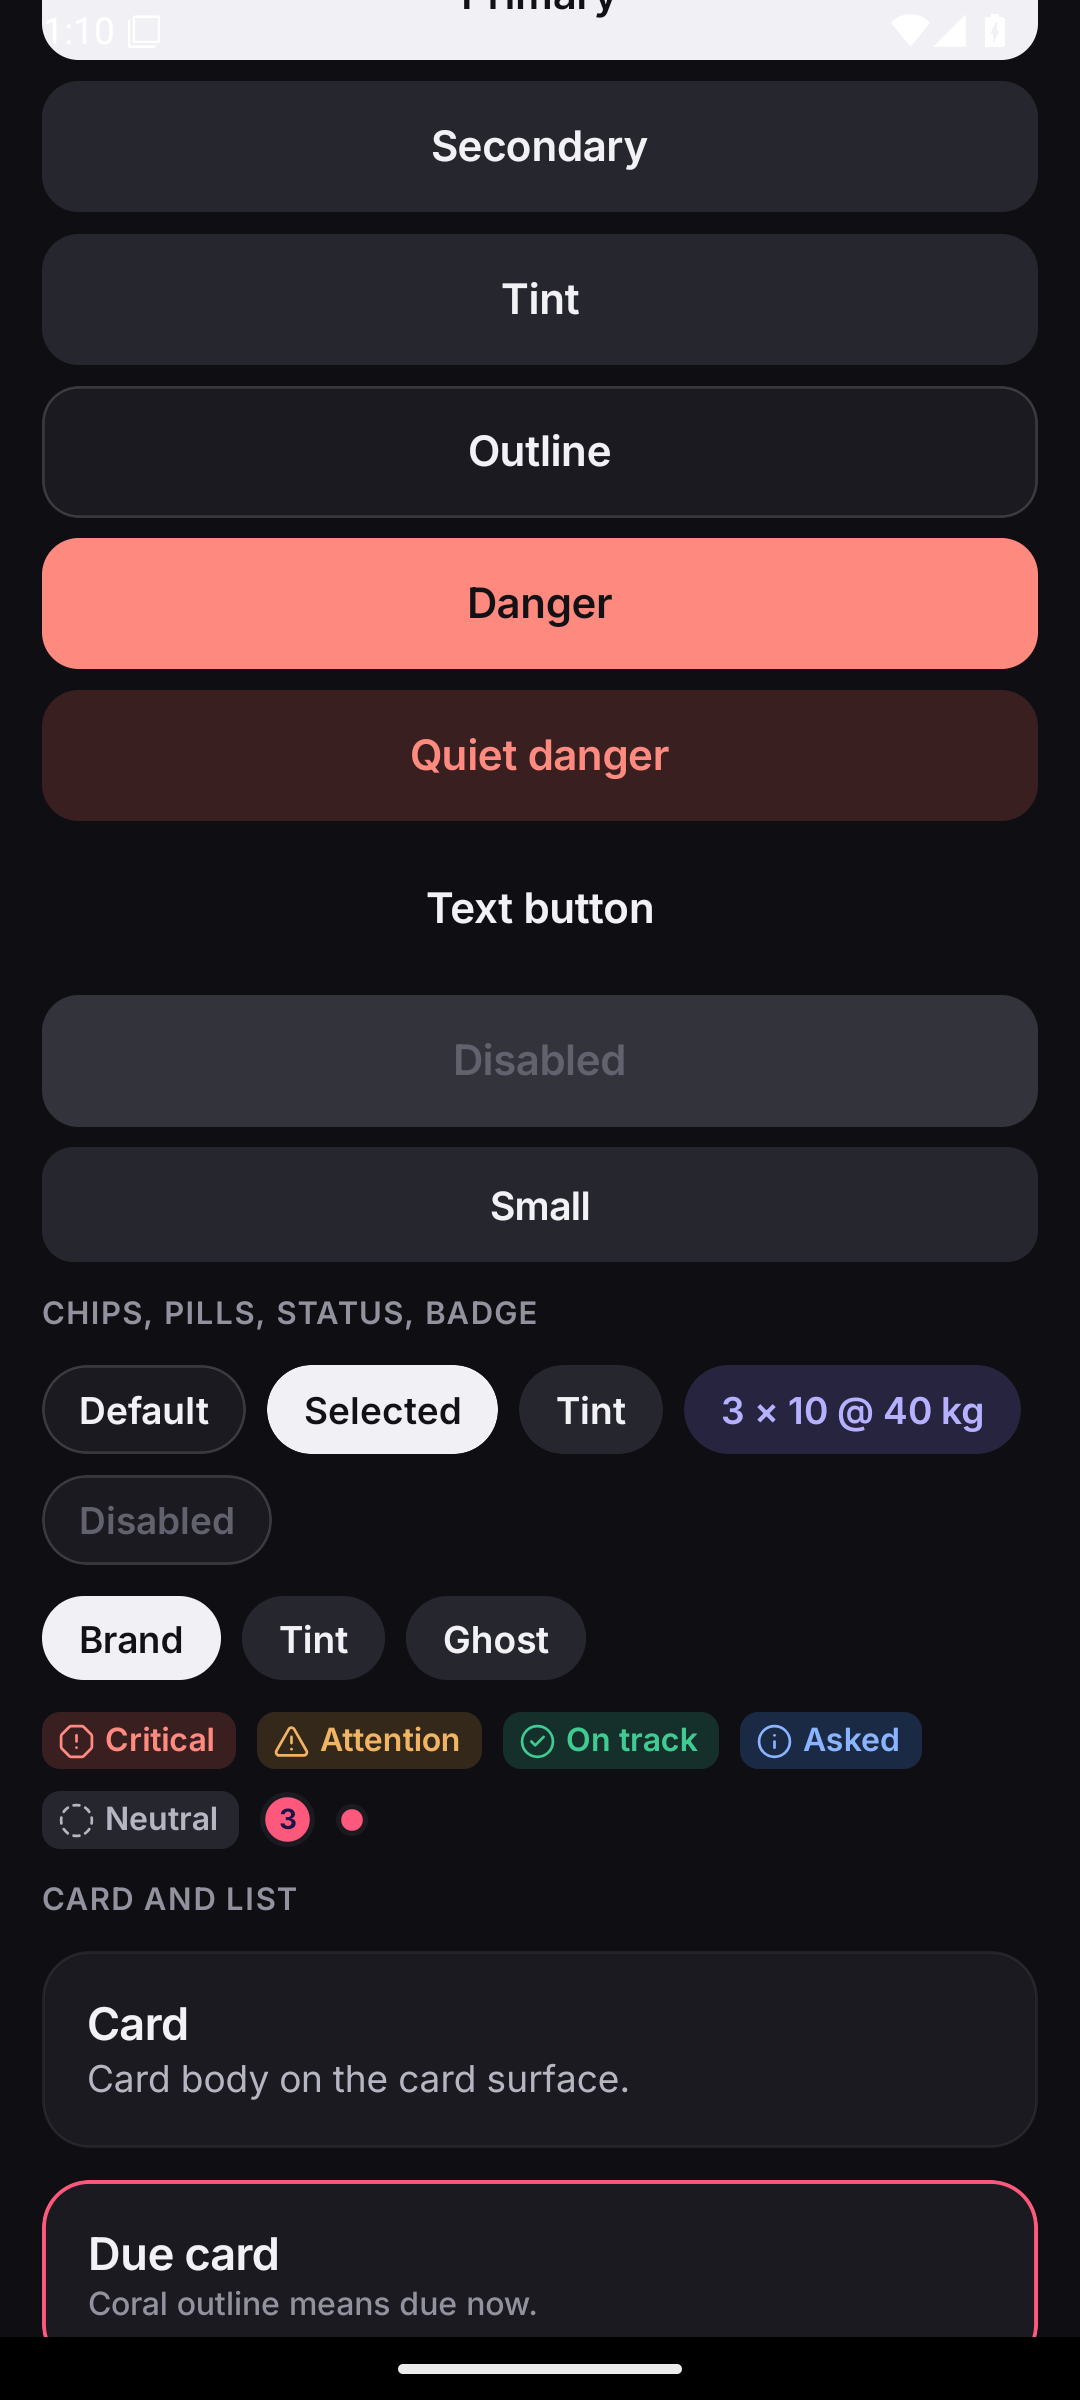 Primary
1:10
Secondary
Tint
Outline
Danger
Quiet danger
Text button
Disabled
Small
CHIPS, PILLS, STATUS, BADGE
Default Selected Tint 3 × 10 @ 40 kg
Disabled
Brand Tint Ghost
Critical Attention On track Asked
Neutral 3
CARD AND LIST
Card
Card body on the card surface.
Due card
Coral outline means due now.